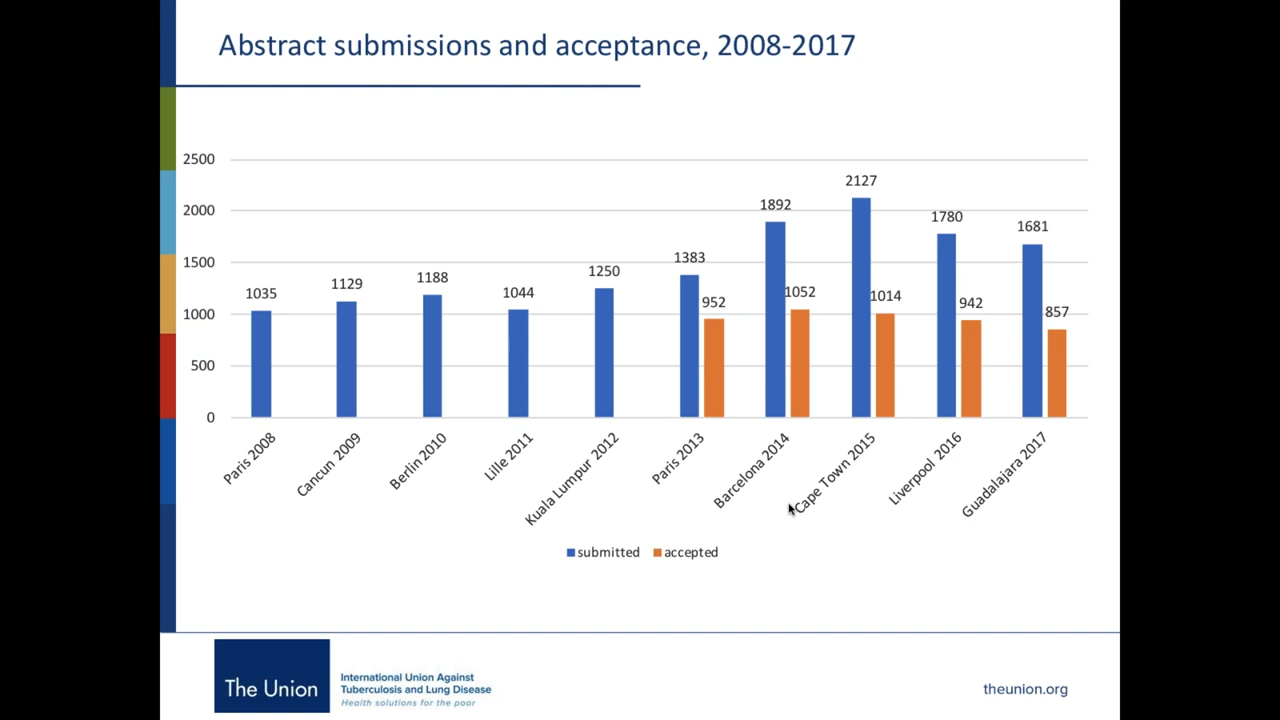 Abstract submissions and acceptance, 2008-2017
2500
2000
1500
1000
500
0
1035
1129
1188
1044
1250
1383
952
1892
1052
2127
1014
1780
942
1681
857
Paris 2008
Cancun 2009
Berlin 2010
Lille 2011
Kuala Lumpur 2012
Paris 2013
Barcelona 2014
Cape Town 2015
Liverpool 2016
Guadalajara 2017
submitted accepted
The Union
International Union Against
Tuberculosis and Lung Disease
Health solutions for the poor
theunion.org